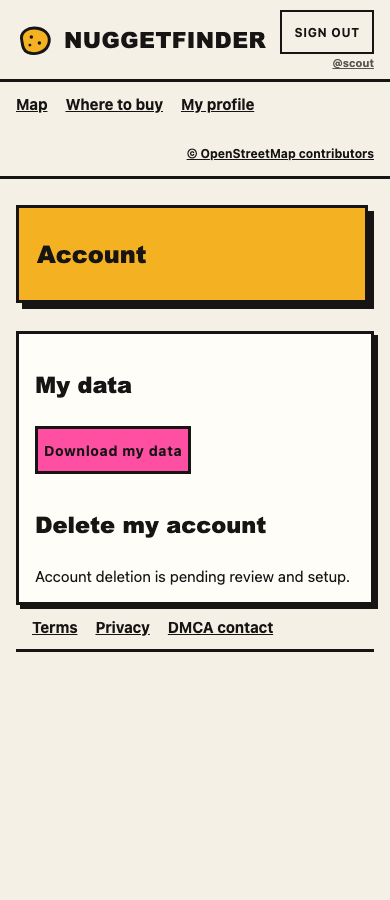 NUGGETFINDER
SIGN OUT
@scout
Map Where to buy My profile
© OpenStreetMap contributors
Account
My data
Download my data
Delete my account
Account deletion is pending review and setup.
Terms Privacy DMCA contact